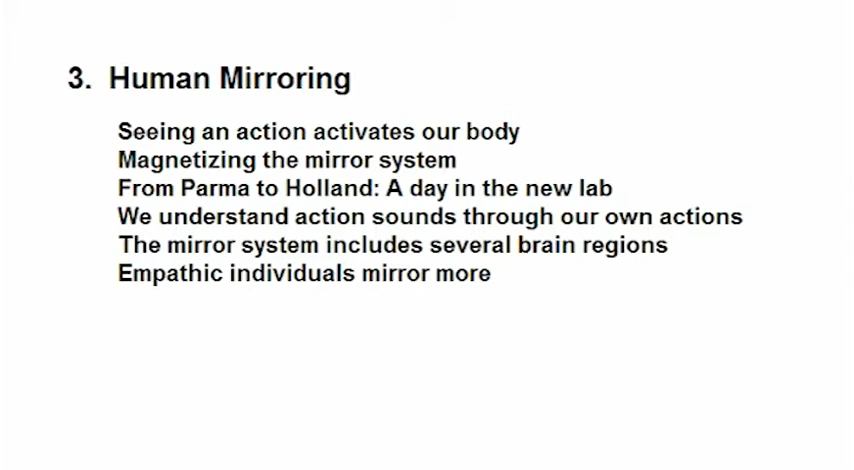 3. Human Mirroring
Seeing an action activates our body
Magnetizing the mirror system
From Parma to Holland: A day in the new lab
We understand action sounds through our own actions
The mirror system includes several brain regions
Empathic individuals mirror more